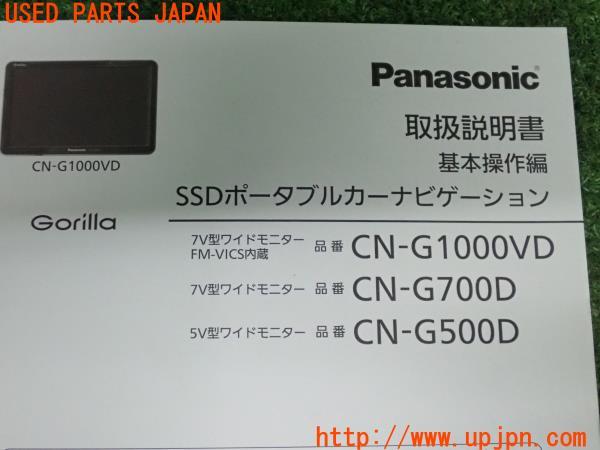 USED PARTS JAPAN
Panasonic
CN-G1000VD
取扱説明書
基本操作編
SSDポータブルカーナビゲーション
Gorilla
7V型ワイドモニター
FM-VICS内蔵
品番 CN-G1000VD
7V型ワイドモニター 品番 CN-G700D
5V型ワイドモニター 品番 CN-G500D
http://www.upjpn.com/